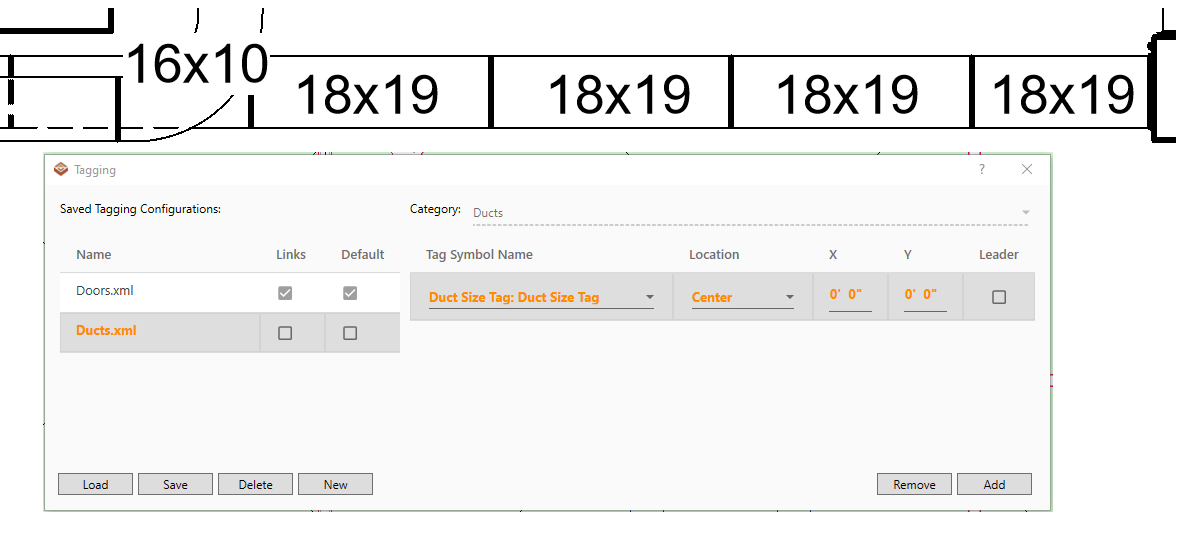 16x10
18x19 18x19 18x19 18x19
Tagging ?
Saved Tagging Configurations:
Category: Ducts
Name Links Default
Tag Symbol Name Location X Y Leader
Doors.xml
Duct Size Tag: Duct Size Tag Center 0' 0" 0' 0"
Ducts.xml
Load Save Delete New Remove Add